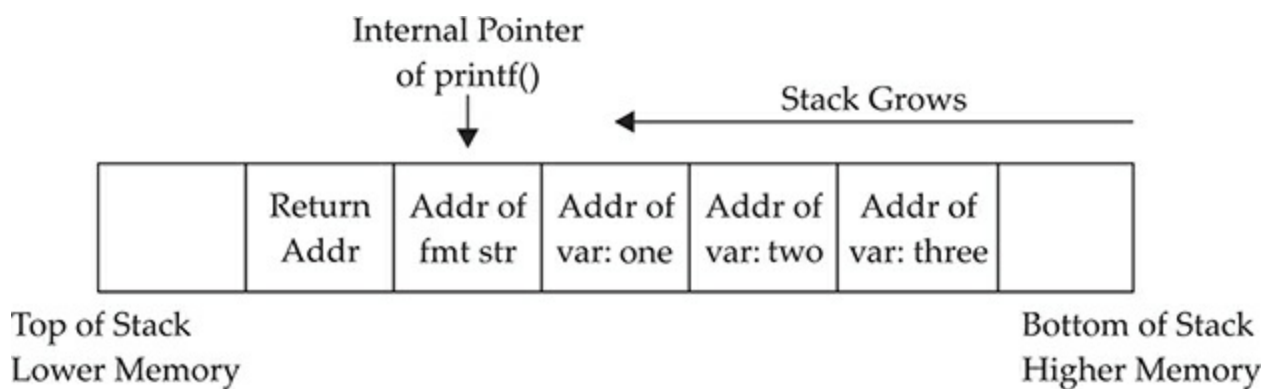 Internal Pointer
of printf()
Stack Grows
Return
Addr
Addr of
fmt str
Addr of
var: one
Addr of
var: two
Addr of
var: three
Top of Stack
Lower Memory
Bottom of Stack
Higher Memory